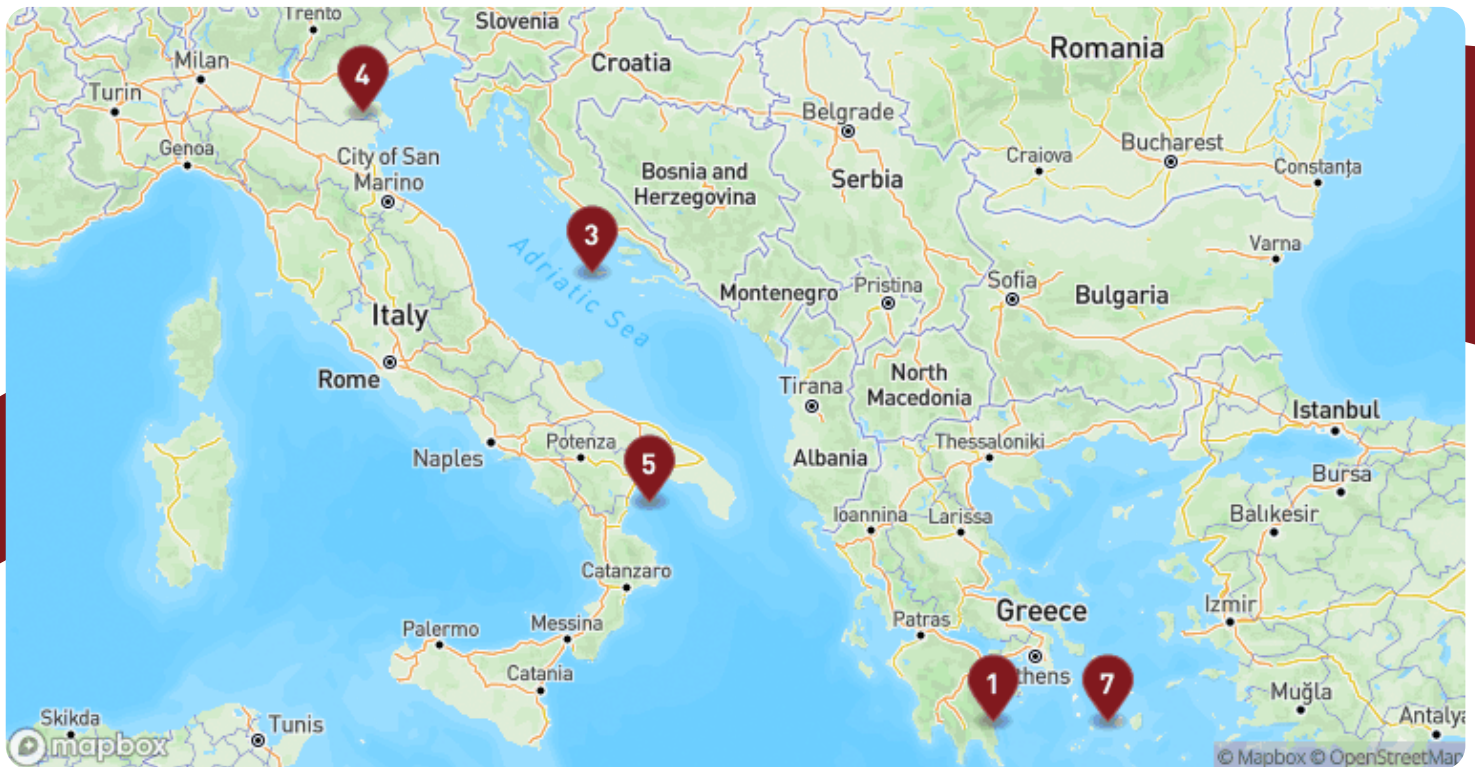 Trento
Slovenia
Romania
Croatia
Milan
4
Turin
Belgrade
Genoa
City of San
Marino
Bosnia and
Herzegovina
Serbia
Craiova
Bucharest
Constanța
3
Adriatic Sea
Varna
Montenegro
Pristina
Sofia
Bulgaria
Italy
Rome
Tirana
North
Macedonia
Istanbul
Naples
Potenza
5
Albania
Thessaloniki
Bursa
Ioannina
Larissa
Balıkesir
Catanzaro
Izmir
Greece
Patras
Palermo
Messina
Catania
1
thens
7
Muğla
Antalya
Skikda
Tunis
mapbox
© Mapbox © OpenStreetMap